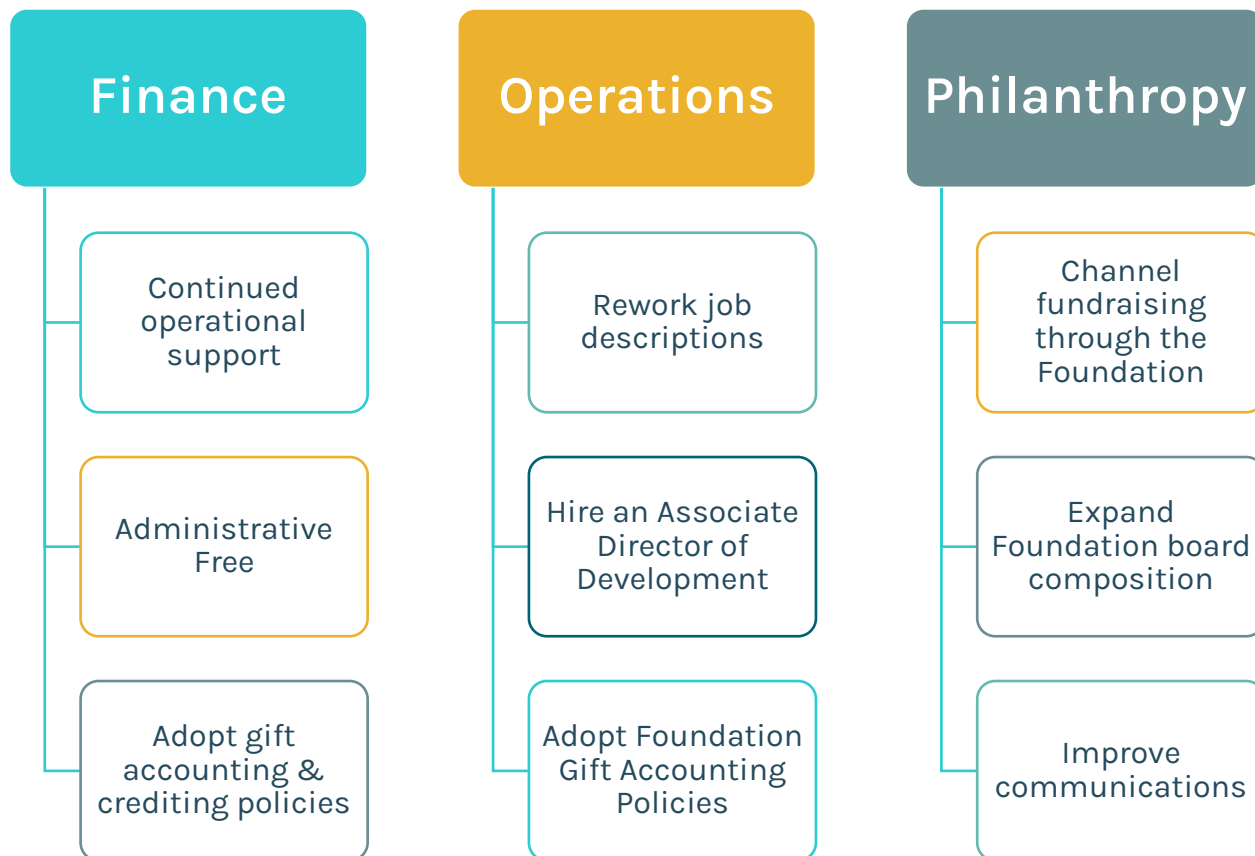 Finance
Continued
operational
support
Administrative
Free
Adopt gift
accounting &
crediting policies
Operations
Rework job
descriptions
Hire an Associate
Director of
Development
Adopt Foundation
Gift Accounting
Policies
Philanthropy
Channel
fundraising
through the
Foundation
Expand
Foundation board
composition
Improve
communications